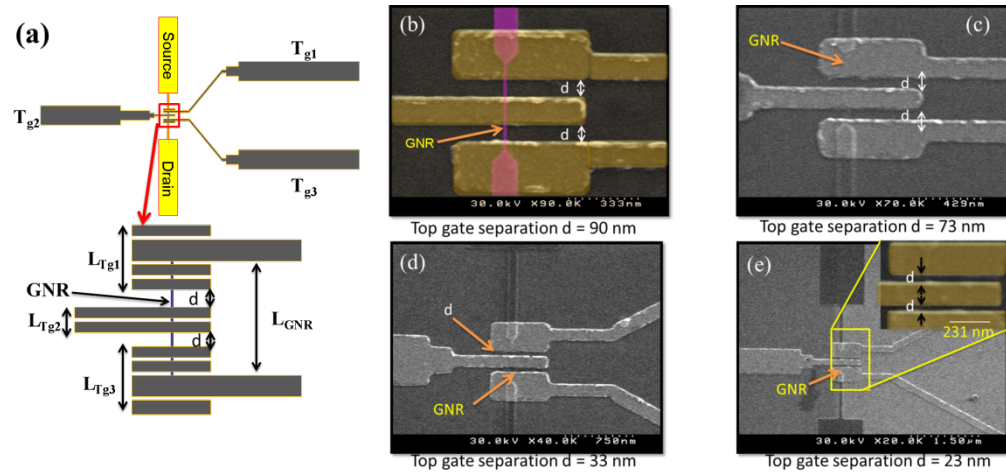 (a)
Source
Drain
Tg1
Tg2
Tg3
LTg1
GNR
LTg2
LTg3
d
d
LGNR
(b)
d
d
GNR
30.0kV X90.0K 333nm
Top gate separation d = 90 nm
(c)
GNR
d
d
30.0kV X70.0K 429nm
Top gate separation d = 73 nm
(d)
d
GNR
30.0kV X40.0K 750nm
Top gate separation d = 33 nm
(e)
d
d
231 nm
GNR
30.0kV X20.0K 1.50µm
Top gate separation d = 23 nm